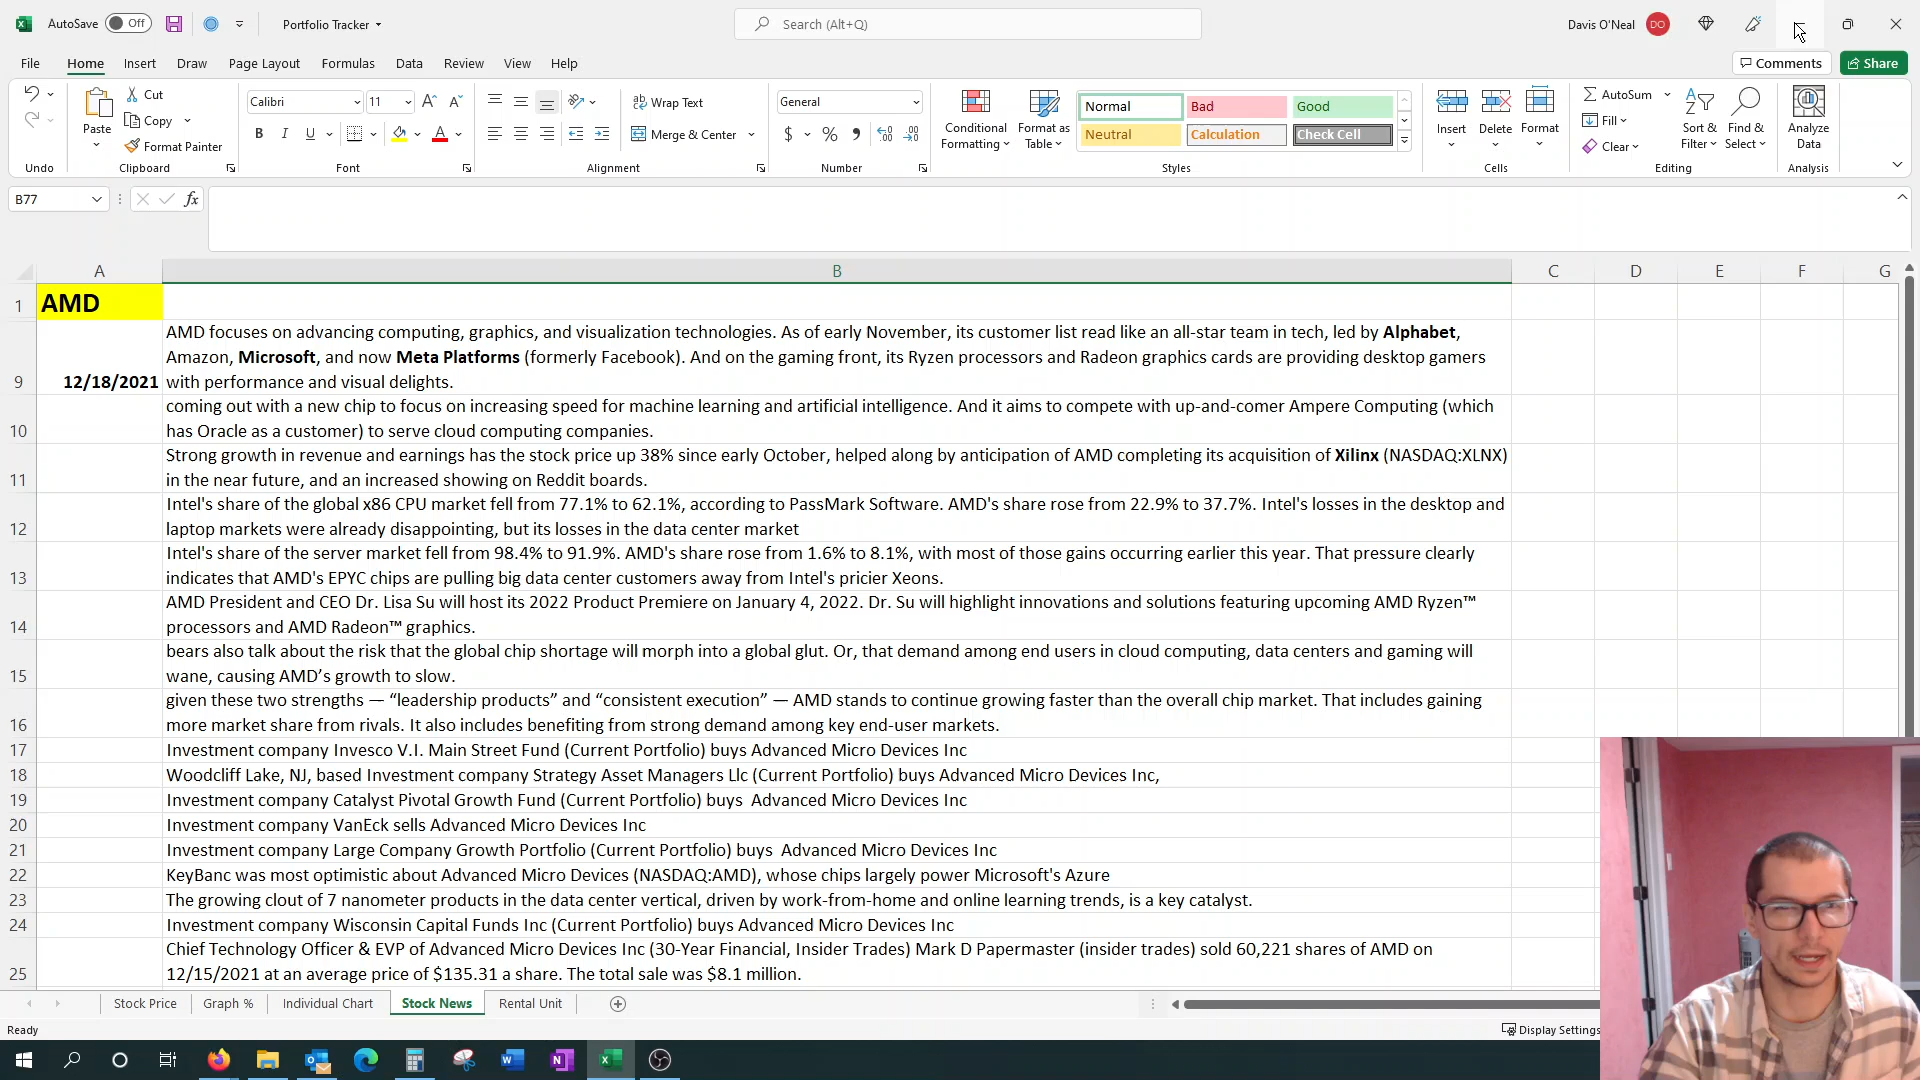 AutoSave Off Portfolio Tracker Search (Alt+Q) Davis O'Neal DO
File Home Insert Draw Page Layout Formulas Data Review View Help Comments Share
Cut
Copy
Format Painter
Paste
Calibri 11
B I U
Wrap Text
Merge & Center
General
$ % ,
Conditional Formatting
Format as Table
Normal Bad Good
Neutral Calculation Check Cell
Insert Delete Format
AutoSum
Fill
Clear
Sort & Filter
Find & Select
Analyze Data
Undo Clipboard Font Alignment Number Styles Cells Editing Analysis
B77 fx
A B C D E F G
1 AMD
AMD focuses on advancing computing, graphics, and visualization technologies. As of early November, its customer list read like an all-star team in tech, led by Alphabet,
Amazon, Microsoft, and now Meta Platforms (formerly Facebook). And on the gaming front, its Ryzen processors and Radeon graphics cards are providing desktop gamers
9 12/18/2021 with performance and visual delights.
coming out with a new chip to focus on increasing speed for machine learning and artificial intelligence. And it aims to compete with up-and-comer Ampere Computing (which
10 has Oracle as a customer) to serve cloud computing companies.
Strong growth in revenue and earnings has the stock price up 38% since early October, helped along by anticipation of AMD completing its acquisition of Xilinx (NASDAQ:XLNX)
11 in the near future, and an increased showing on Reddit boards.
Intel's share of the global x86 CPU market fell from 77.1% to 62.1%, according to PassMark Software. AMD's share rose from 22.9% to 37.7%. Intel's losses in the desktop and
12 laptop markets were already disappointing, but its losses in the data center market
Intel's share of the server market fell from 98.4% to 91.9%. AMD's share rose from 1.6% to 8.1%, with most of those gains occurring earlier this year. That pressure clearly
13 indicates that AMD's EPYC chips are pulling big data center customers away from Intel's pricier Xeons.
AMD President and CEO Dr. Lisa Su will host its 2022 Product Premiere on January 4, 2022. Dr. Su will highlight innovations and solutions featuring upcoming AMD Ryzen™
14 processors and AMD Radeon™ graphics.
bears also talk about the risk that the global chip shortage will morph into a global glut. Or, that demand among end users in cloud computing, data centers and gaming will
15 wane, causing AMD’s growth to slow.
given these two strengths — “leadership products” and “consistent execution” — AMD stands to continue growing faster than the overall chip market. That includes gaining
16 more market share from rivals. It also includes benefiting from strong demand among key end-user markets.
17 Investment company Invesco V.I. Main Street Fund (Current Portfolio) buys Advanced Micro Devices Inc
18 Woodcliff Lake, NJ, based Investment company Strategy Asset Managers Llc (Current Portfolio) buys Advanced Micro Devices Inc,
19 Investment company Catalyst Pivotal Growth Fund (Current Portfolio) buys Advanced Micro Devices Inc
20 Investment company VanEck sells Advanced Micro Devices Inc
21 Investment company Large Company Growth Portfolio (Current Portfolio) buys Advanced Micro Devices Inc
22 KeyBanc was most optimistic about Advanced Micro Devices (NASDAQ:AMD), whose chips largely power Microsoft's Azure
23 The growing clout of 7 nanometer products in the data center vertical, driven by work-from-home and online learning trends, is a key catalyst.
24 Investment company Wisconsin Capital Funds Inc (Current Portfolio) buys Advanced Micro Devices Inc
Chief Technology Officer & EVP of Advanced Micro Devices Inc (30-Year Financial, Insider Trades) Mark D Papermaster (insider trades) sold 60,221 shares of AMD on
25 12/15/2021 at an average price of $135.31 a share. The total sale was $8.1 million.
Stock Price Graph % Individual Chart Stock News Rental Unit
Ready Display Settings